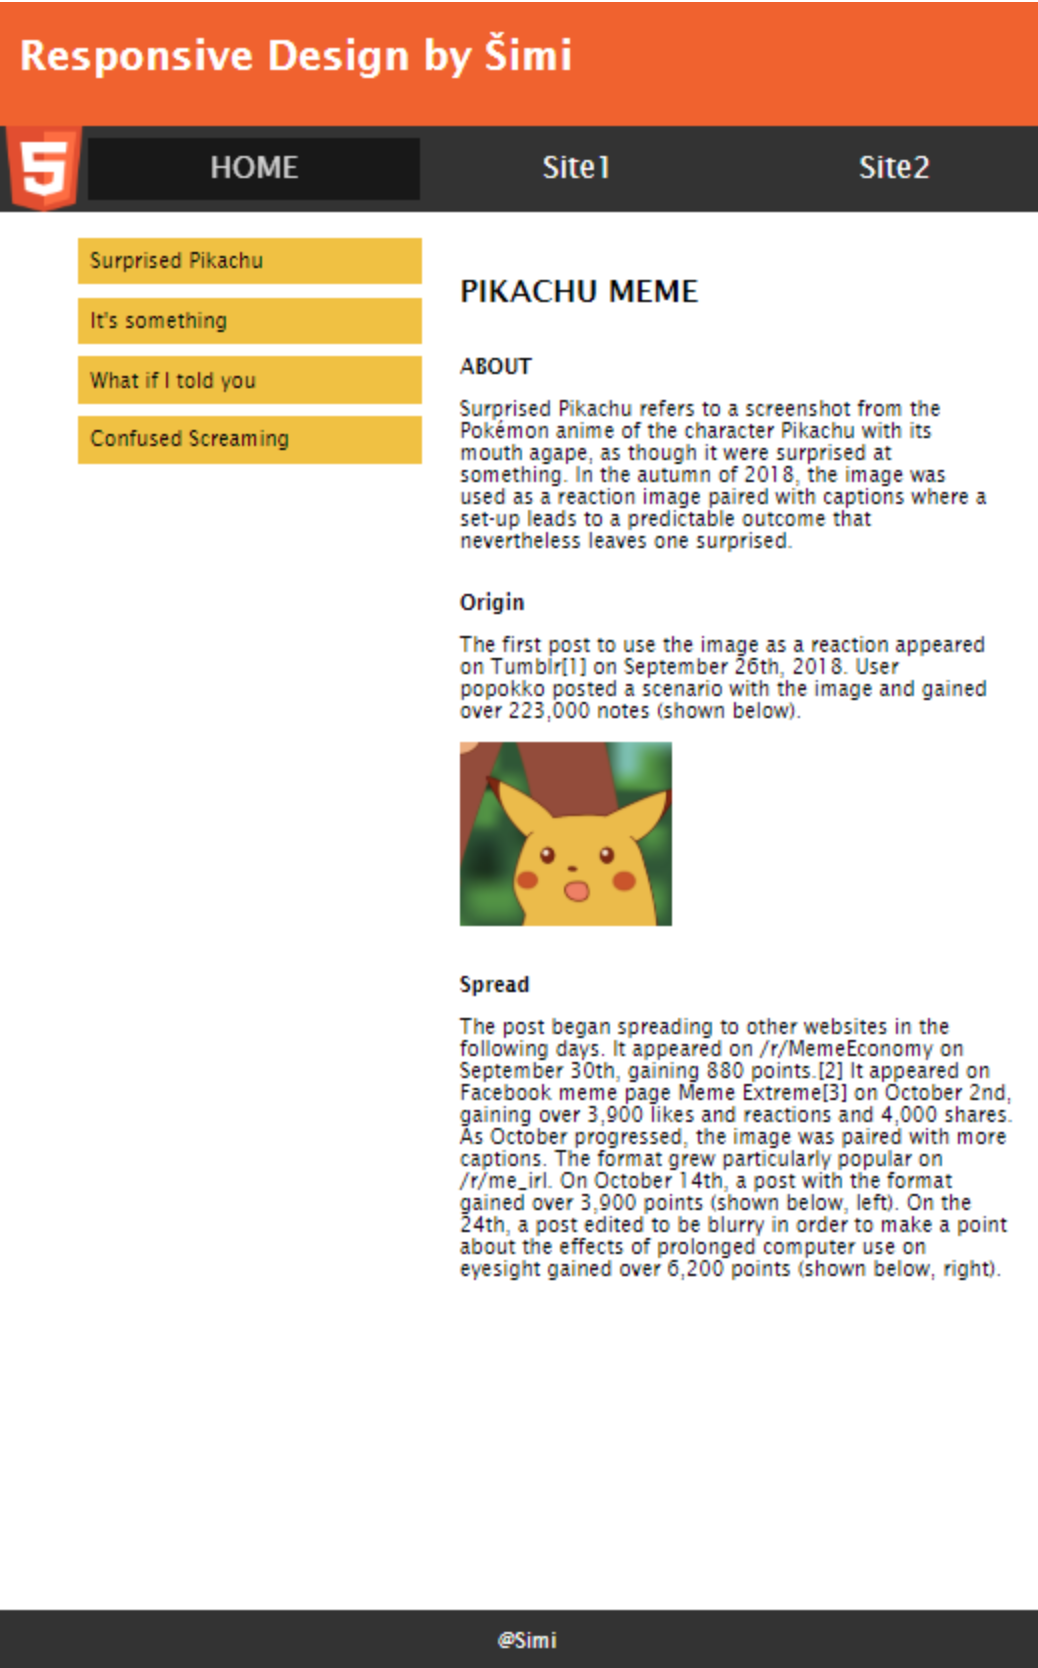 Responsive Design by Šimi
5
HOME
Site1
Site2
Surprised Pikachu
It's something
What if I told you
Confused Screaming
PIKACHU MEME
ABOUT
Surprised Pikachu refers to a screenshot from the
Pokémon anime of the character Pikachu with its
mouth agape, as though it were surprised at
something. In the autumn of 2018, the image was
used as a reaction image paired with captions where a
set-up leads to a predictable outcome that
nevertheless leaves one surprised.
Origin
The first post to use the image as a reaction appeared
on Tumblr[1] on September 26th, 2018. User
popokko posted a scenario with the image and gained
over 223,000 notes (shown below).
Spread
The post began spreading to other websites in the
following days. It appeared on /r/MemeEconomy on
September 30th, gaining 880 points.[2] It appeared on
Facebook meme page Meme Extreme[3] on October 2nd,
gaining over 3,900 likes and reactions and 4,000 shares.
As October progressed, the image was paired with more
captions. The format grew particularly popular on
/r/me_irl. On October 14th, a post with the format
gained over 3,900 points (shown below, left). On the
24th, a post edited to be blurry in order to make a point
about the effects of prolonged computer use on
eyesight gained over 6,200 points (shown below, right).
@Simi